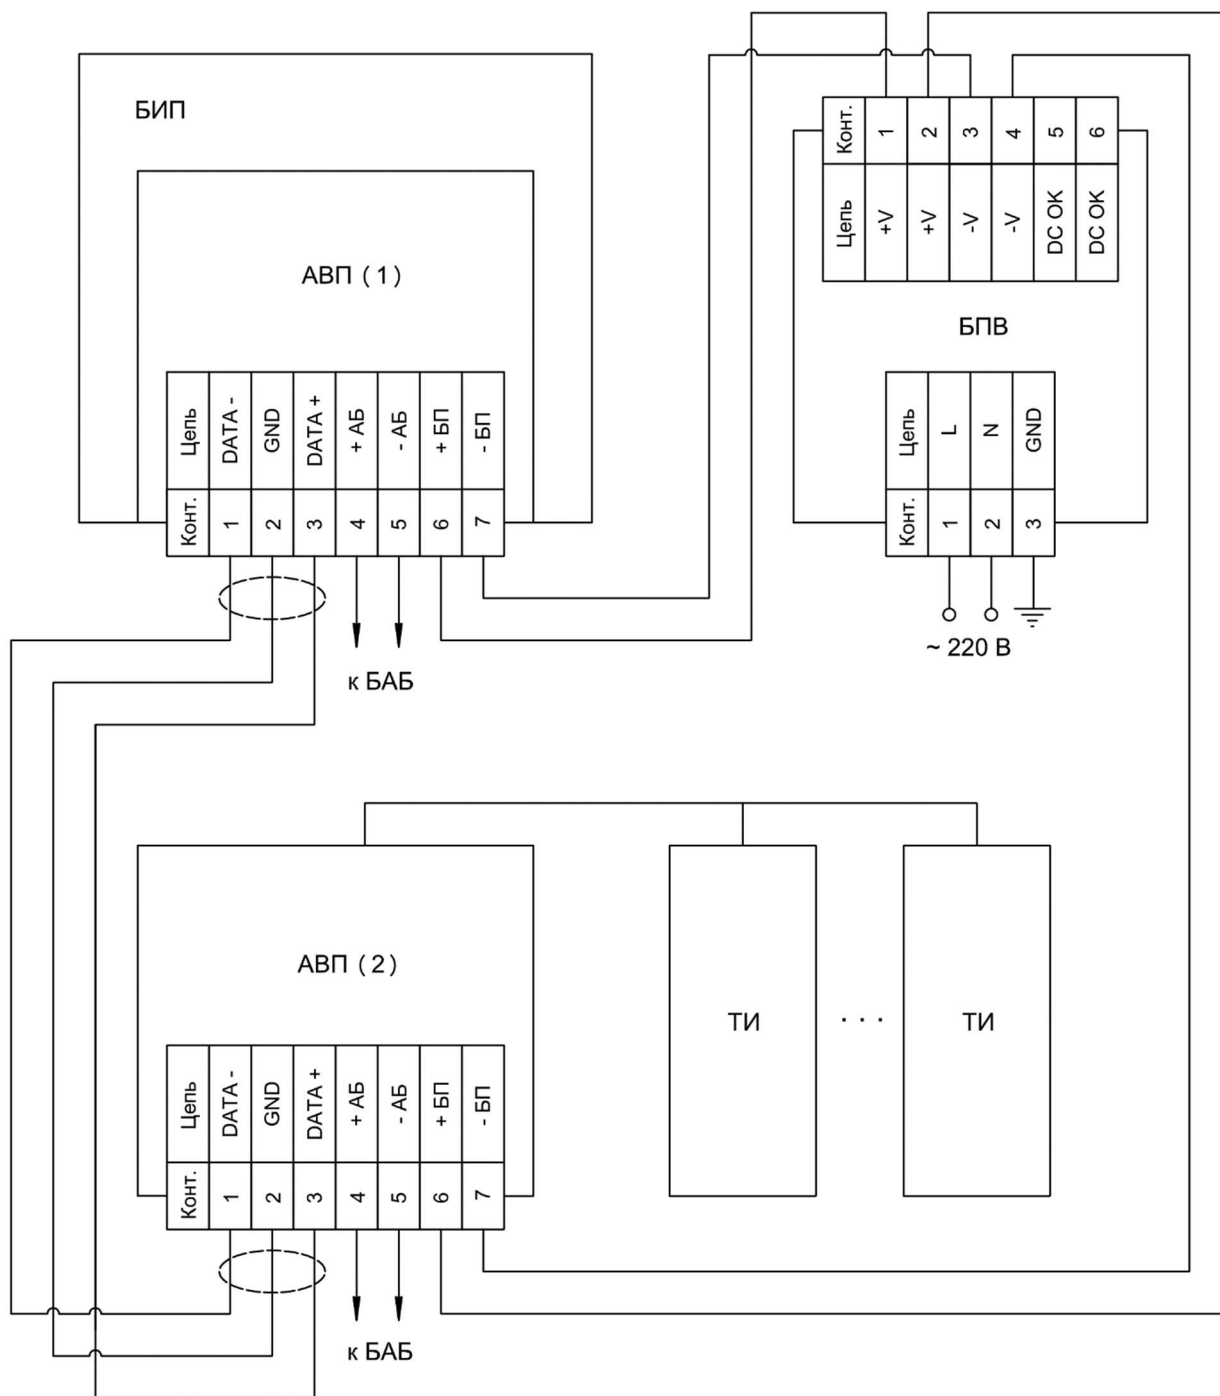 БИП
АВП ( 1 )
Цепь DATA - GND DATA + + АБ - АБ + БП - БП
Конт. 1 2 3 4 5 6 7
к БАБ
Конт. 1 2 3 4 5 6
Цепь +V +V -V -V DC OK DC OK
БПВ
Цепь L N GND
Конт. 1 2 3
~ 220 В
АВП ( 2 )
Цепь DATA - GND DATA + + АБ - АБ + БП - БП
Конт. 1 2 3 4 5 6 7
к БАБ
ТИ . . . ТИ